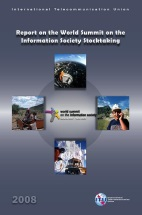 International Telecommunication Union
Report on the World Summit on the
Information Society Stocktaking
world summit
on the information society
2008